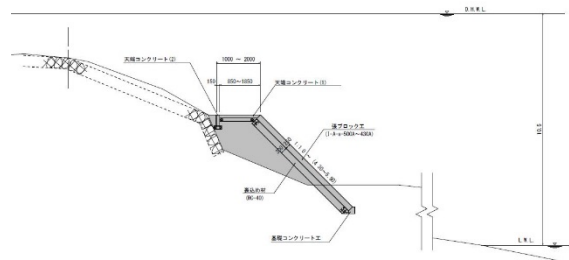 D.H.W.L.
1000 ～ 2000
天端コンクリート(2)
天端コンクリート(1)
150
850～1850
張ブロック工
10.5
裏込め材
(RC-40)
基礎コンクリート工
L.W.L.